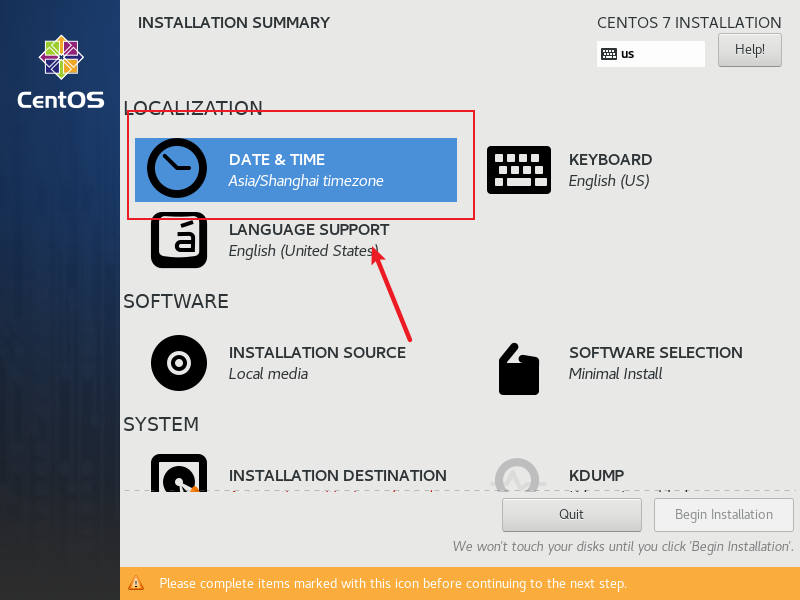 INSTALLATION SUMMARY
CENTOS 7 INSTALLATION
us
Help!
CentOS
LOCALIZATION
DATE & TIME
Asia/Shanghai timezone
KEYBOARD
English (US)
á
LANGUAGE SUPPORT
English (United States)
SOFTWARE
INSTALLATION SOURCE
Local media
SOFTWARE SELECTION
Minimal Install
SYSTEM
INSTALLATION DESTINATION
KDUMP
Quit
Begin Installation
We won't touch your disks until you click 'Begin Installation'.
Please complete items marked with this icon before continuing to the next step.